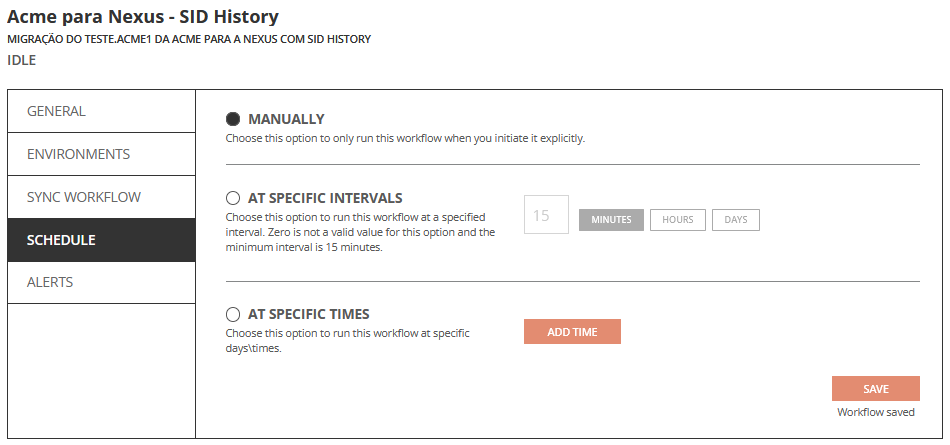 Acme para Nexus - SID History
MIGRAÇÃO DO TESTE.ACME1 DA ACME PARA A NEXUS COM SID HISTORY
IDLE
GENERAL
ENVIRONMENTS
SYNC WORKFLOW
SCHEDULE
ALERTS
MANUALLY
Choose this option to only run this workflow when you initiate it explicitly.
AT SPECIFIC INTERVALS
Choose this option to run this workflow at a specified
interval. Zero is not a valid value for this option and the
minimum interval is 15 minutes.
15
MINUTES
HOURS
DAYS
AT SPECIFIC TIMES
Choose this option to run this workflow at specific
days\times.
ADD TIME
SAVE
Workflow saved